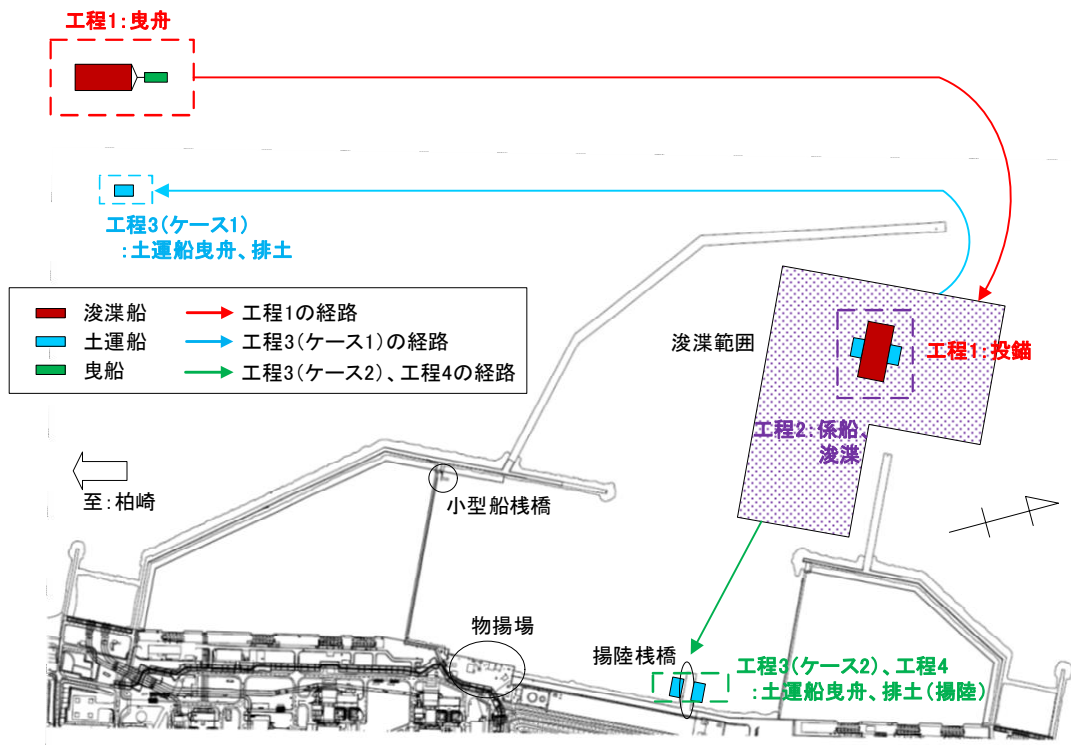 工程1:曳舟
工程3(ケース1)
:土運船曳舟、排土
浚渫船
工程1の経路
土運船
工程3(ケース1)の経路
曳船
工程3(ケース2)、工程4の経路
浚渫範囲
工程1:投錨
工程2:係船、
浚渫
至:柏崎
小型船桟橋
物揚場
揚陸桟橋
工程3(ケース2)、工程4
:土運船曳舟、排土(揚陸)